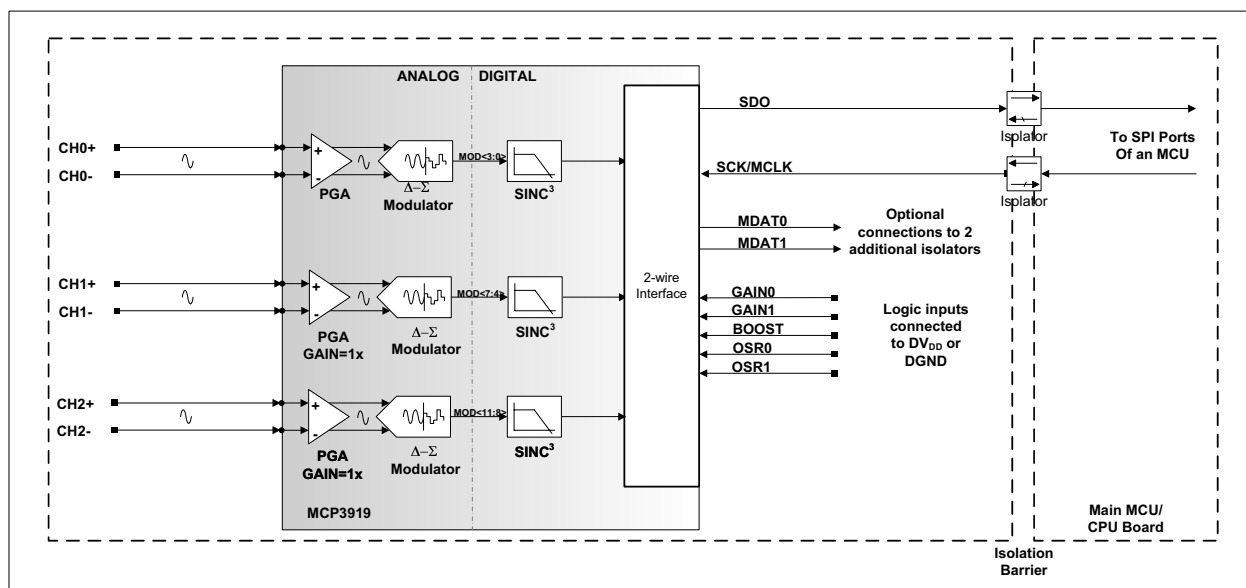 ANALOG DIGITAL
CH0+
CH0-
+
-
PGA
Δ–Σ
Modulator
MOD<3:0>
SINC³
CH1+
CH1-
+
-
PGA
GAIN=1x
Δ–Σ
Modulator
MOD<7:4>
SINC³
CH2+
CH2-
+
-
PGA
GAIN=1x
Δ–Σ
Modulator
MOD<11:8>
SINC³
MCP3919
2-wire
Interface
SDO
SCK/MCLK
MDAT0
MDAT1
Optional
connections to 2
additional isolators
GAIN0
GAIN1
BOOST
OSR0
OSR1
Logic inputs
connected
to DVDD or
DGND
Isolator
Isolator
To SPI Ports
Of an MCU
Main MCU/
CPU Board
Isolation
Barrier